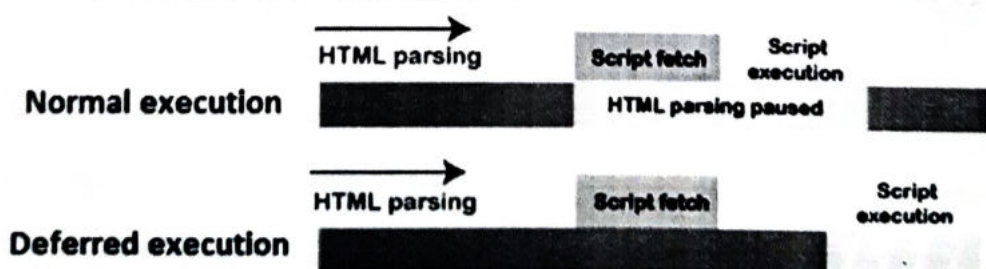 HTML parsing
Script fetch
Script
execution
Normal execution
HTML parsing paused
HTML parsing
Script fetch
Script
execution
Deferred execution